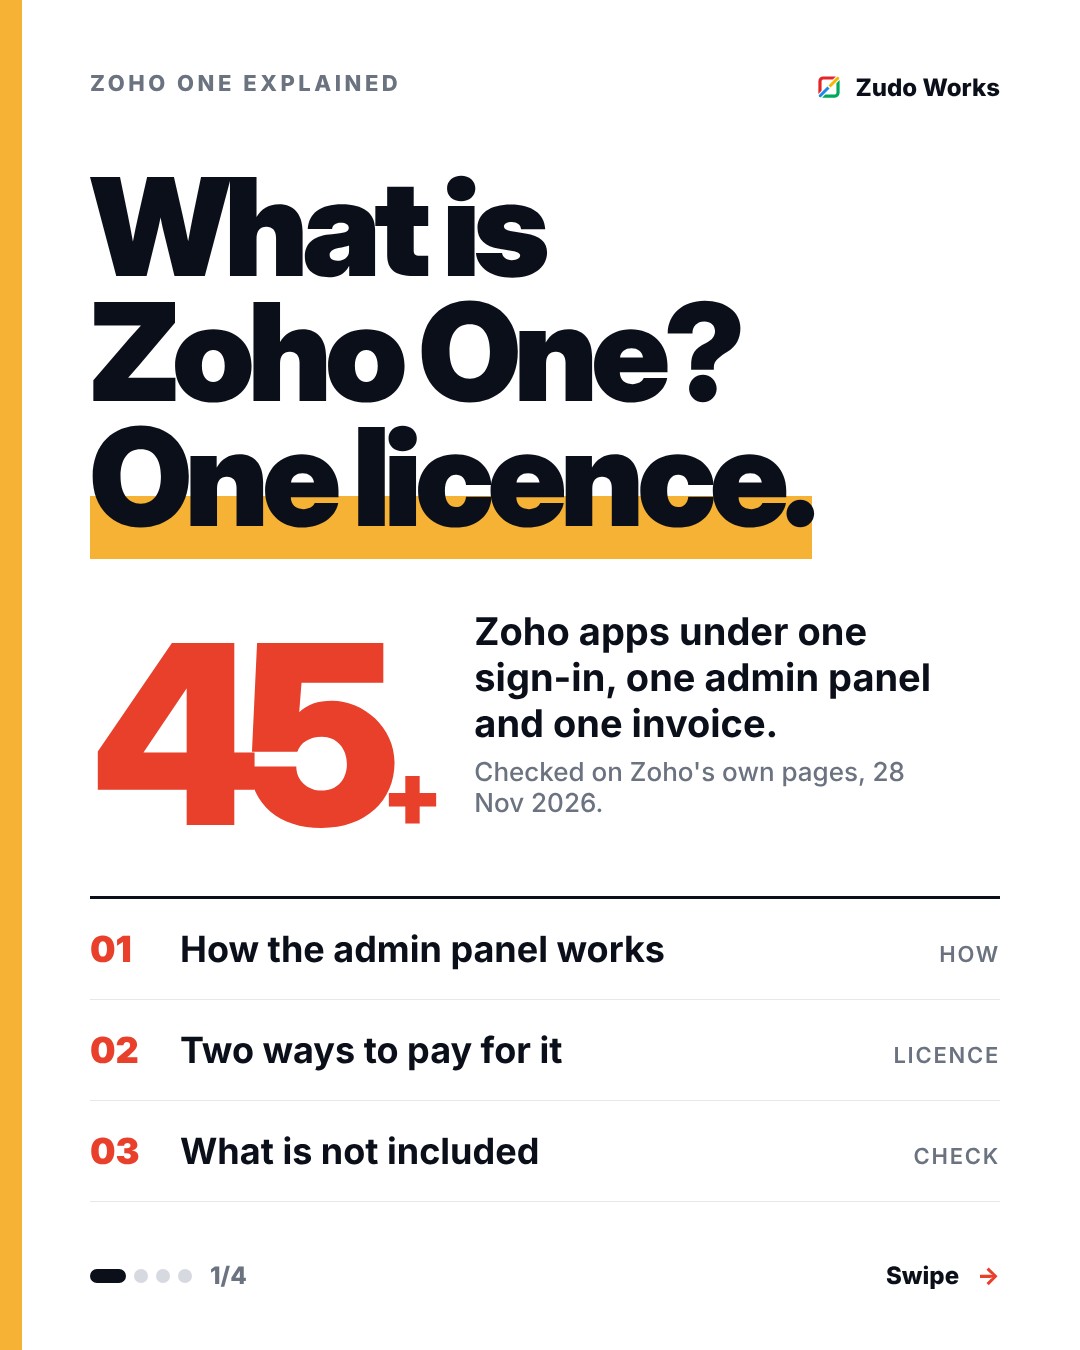 ZOHO ONE EXPLAINED
Zudo Works
What is
Zoho One?
One licence.
45+
Zoho apps under one
sign-in, one admin panel
and one invoice.
Checked on Zoho's own pages, 28
Nov 2026.
01 How the admin panel works HOW
02 Two ways to pay for it LICENCE
03 What is not included CHECK
1/4
Swipe →